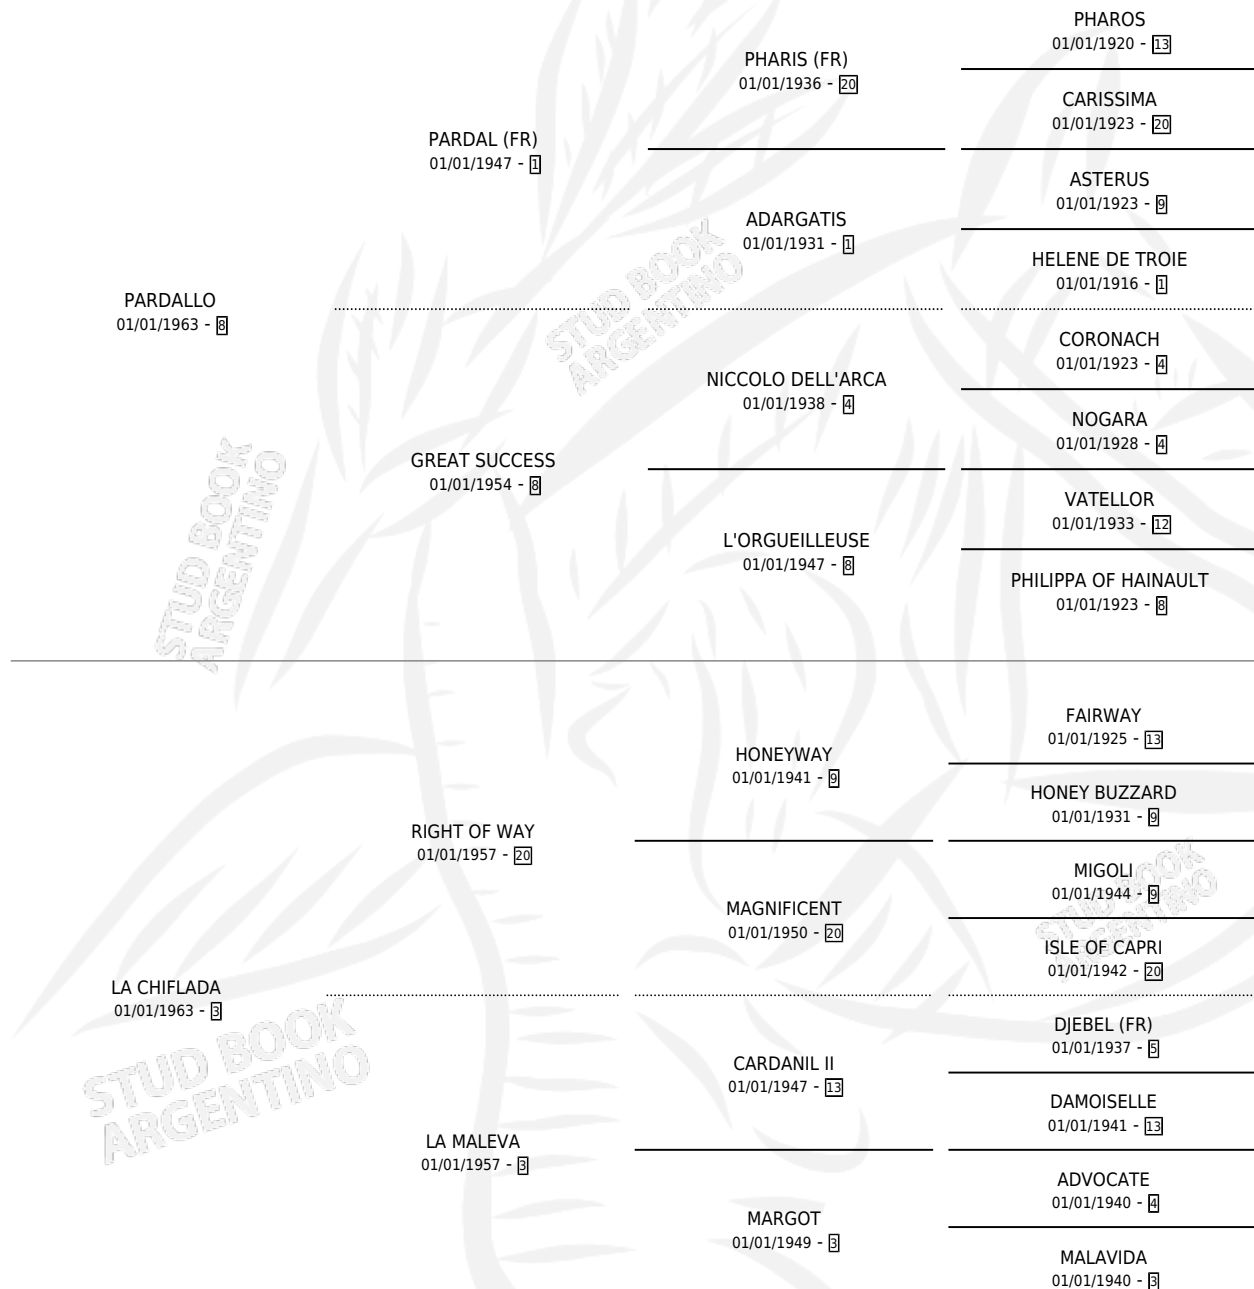 PHAROS
01/01/1920 - 13
PHARIS (FR)
01/01/1936 - 20
CARISSIMA
01/01/1923 - 20
PARDAL (FR)
01/01/1947 - 1
ASTERUS
01/01/1923 - 9
ADARGATIS
01/01/1931 - 1
HELENE DE TROIE
01/01/1916 - 1
PARDALLO
01/01/1963 - 8
STUD BOOK
ARGENTINO
CORONACH
01/01/1923 - 4
NICCOLO DELL'ARCA
01/01/1938 - 4
NOGARA
01/01/1928 - 4
GREAT SUCCESS
01/01/1954 - 8
VATELLOR
01/01/1933 - 12
L'ORGUEILLEUSE
01/01/1947 - 8
PHILIPPA OF HAINAULT
01/01/1923 - 8
STUD BOOK
ARGENTINO
FAIRWAY
01/01/1925 - 13
HONEYWAY
01/01/1941 - 9
HONEY BUZZARD
01/01/1931 - 9
RIGHT OF WAY
01/01/1957 - 20
MIGOLI
01/01/1944 - 9
MAGNIFICENT
01/01/1950 - 20
STUD BOOK
ARGENTINO
ISLE OF CAPRI
01/01/1942 - 20
LA CHIFLADA
01/01/1963 - 3
DJEBEL (FR)
01/01/1937 - 5
CARDANIL II
01/01/1947 - 13
STUD BOOK
ARGENTINO
DAMOISELLE
01/01/1941 - 13
LA MALEVA
01/01/1957 - 3
ADVOCATE
01/01/1940 - 4
MARGOT
01/01/1949 - 3
MALAVIDA
01/01/1940 - 3